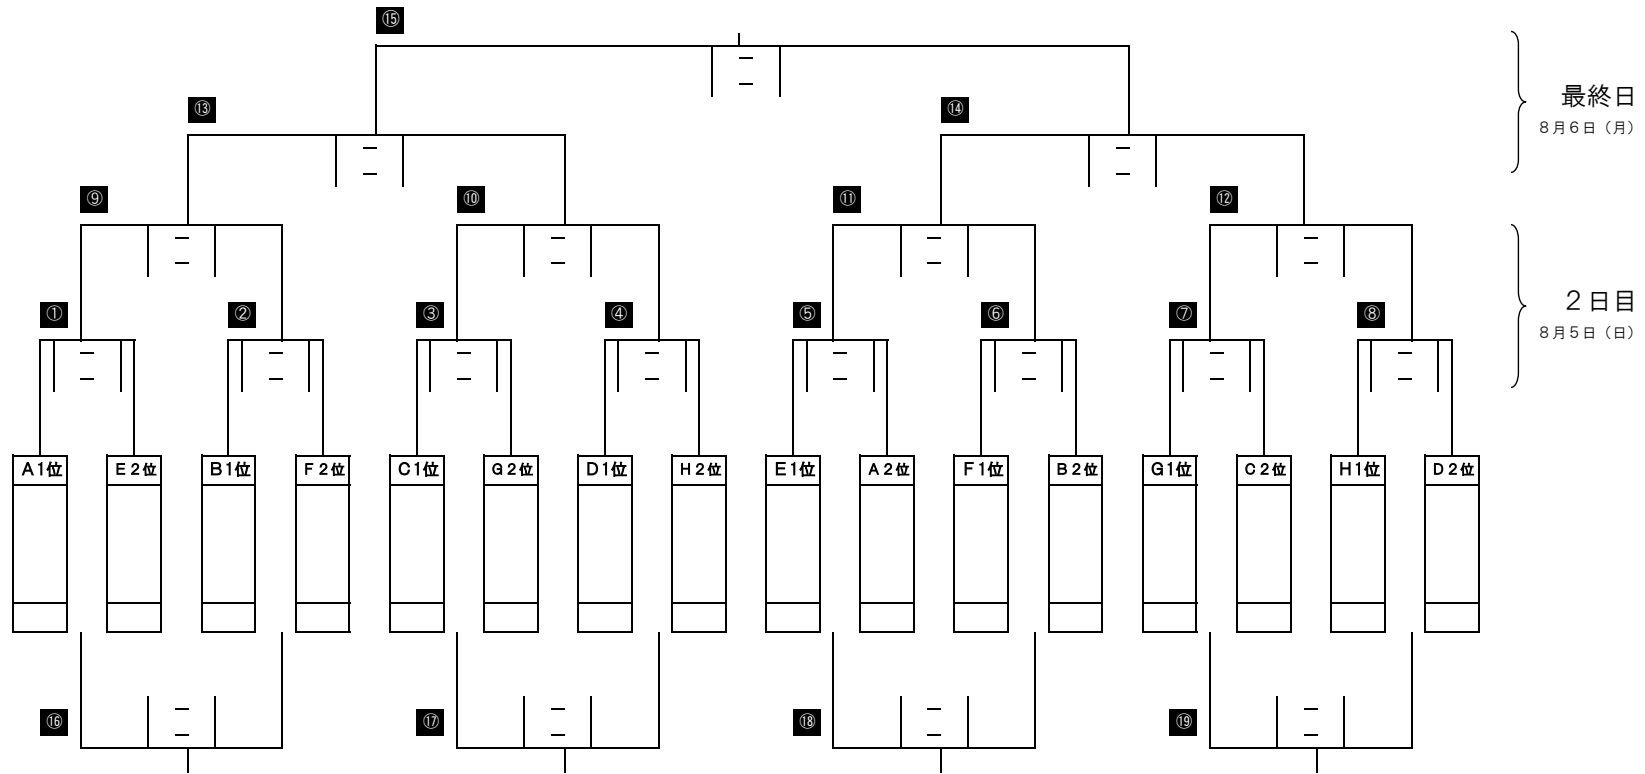 ⑮
最終日
⑬ ⑭
８月６日（月）
⑨ ⑩ ⑪ ⑫
２日目
① ② ③ ④ ⑤ ⑥ ⑦ ⑧
８月５日（日）
A1位 E２位 B1位 F２位 C1位 G２位 D1位 H２位 E1位 A２位 F1位 B２位 G1位 C２位 H1位 D２位
⑯ ⑰ ⑱ ⑲